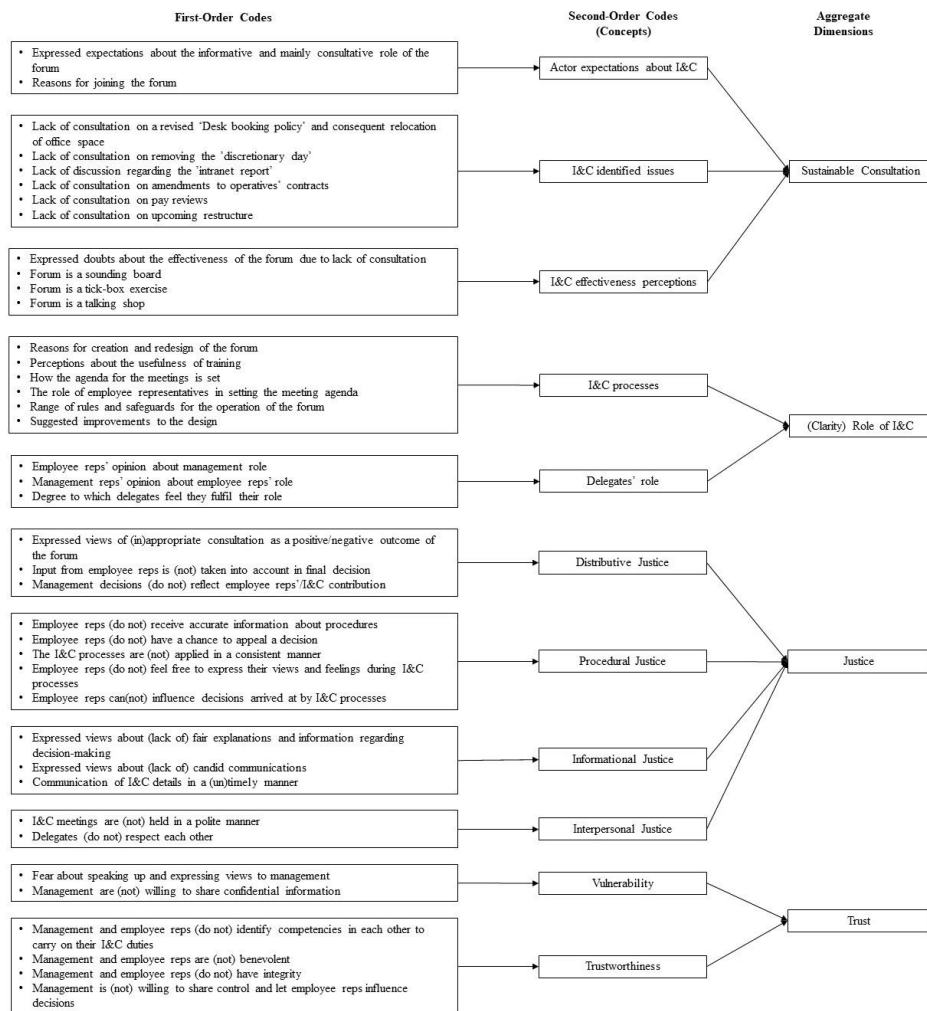 First-Order Codes
Second-Order Codes
(Concepts)
Aggregate
Dimensions
• Expressed expectations about the informative and mainly consultative role of the
forum
• Reasons for joining the forum
Actor expectations about I&C
• Lack of consultation on a revised ‘Desk booking policy’ and consequent relocation
of office space
• Lack of consultation on removing the ‘discretionary day’
• Lack of discussion regarding the ‘intranet report’
• Lack of consultation on amendments to operatives’ contracts
• Lack of consultation on pay reviews
• Lack of consultation on upcoming restructure
I&C identified issues
Sustainable Consultation
• Expressed doubts about the effectiveness of the forum due to lack of consultation
• Forum is a sounding board
• Forum is a tick-box exercise
• Forum is a talking shop
I&C effectiveness perceptions
• Reasons for creation and redesign of the forum
• Perceptions about the usefulness of training
• How the agenda for the meetings is set
• The role of employee representatives in setting the meeting agenda
• Range of rules and safeguards for the operation of the forum
• Suggested improvements to the design
I&C processes
(Clarity) Role of I&C
• Employee reps’ opinion about management role
• Management reps’ opinion about employee reps’ role
• Degree to which delegates feel they fulfil their role
Delegates’ role
• Expressed views of (in)appropriate consultation as a positive/negative outcome of
the forum
• Input from employee reps is (not) taken into account in final decision
• Management decisions (do not) reflect employee reps’/I&C contribution
Distributive Justice
• Employee reps (do not) receive accurate information about procedures
• Employee reps (do not) have a chance to appeal a decision
• The I&C processes are (not) applied in a consistent manner
• Employee reps (do not) feel free to express their views and feelings during I&C
processes
• Employee reps can(not) influence decisions arrived at by I&C processes
Procedural Justice
Justice
• Expressed views about (lack of) fair explanations and information regarding
decision-making
• Expressed views about (lack of) candid communications
• Communication of I&C details in a (un)timely manner
Informational Justice
• I&C meetings are (not) held in a polite manner
• Delegates (do not) respect each other
Interpersonal Justice
• Fear about speaking up and expressing views to management
• Management are (not) willing to share confidential information
Vulnerability
Trust
• Management and employee reps (do not) identify competencies in each other to
carry on their I&C duties
• Management and employee reps are (not) benevolent
• Management and employee reps (do not) have integrity
• Management is (not) willing to share control and let employee reps influence
decisions
Trustworthiness